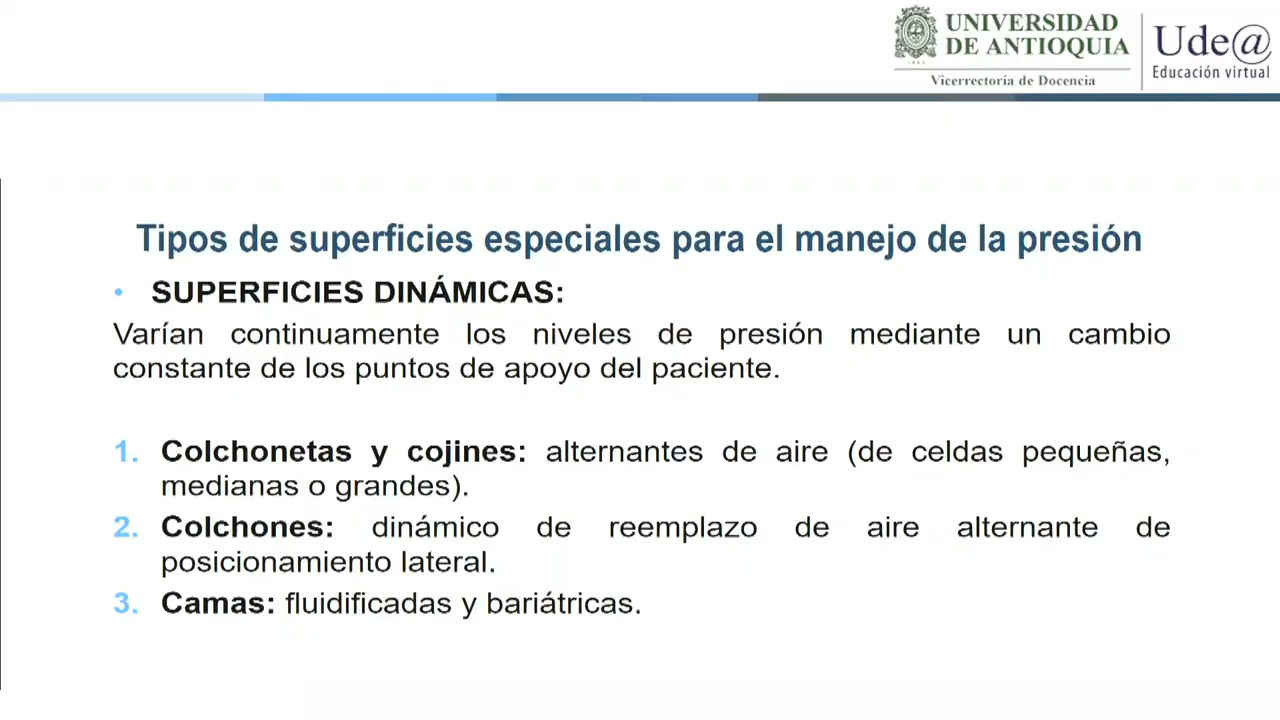 UNIVERSIDAD
DE ANTIOQUIA
Vicerrectoría de Docencia
Ude@
Educación virtual
Tipos de superficies especiales para el manejo de la presión
• SUPERFICIES DINÁMICAS:
Varían continuamente los niveles de presión mediante un cambio
constante de los puntos de apoyo del paciente.
1. Colchonetas y cojines: alternantes de aire (de celdas pequeñas,
medianas o grandes).
2. Colchones: dinámico de reemplazo de aire alternante de
posicionamiento lateral.
3. Camas: fluidificadas y bariátricas.